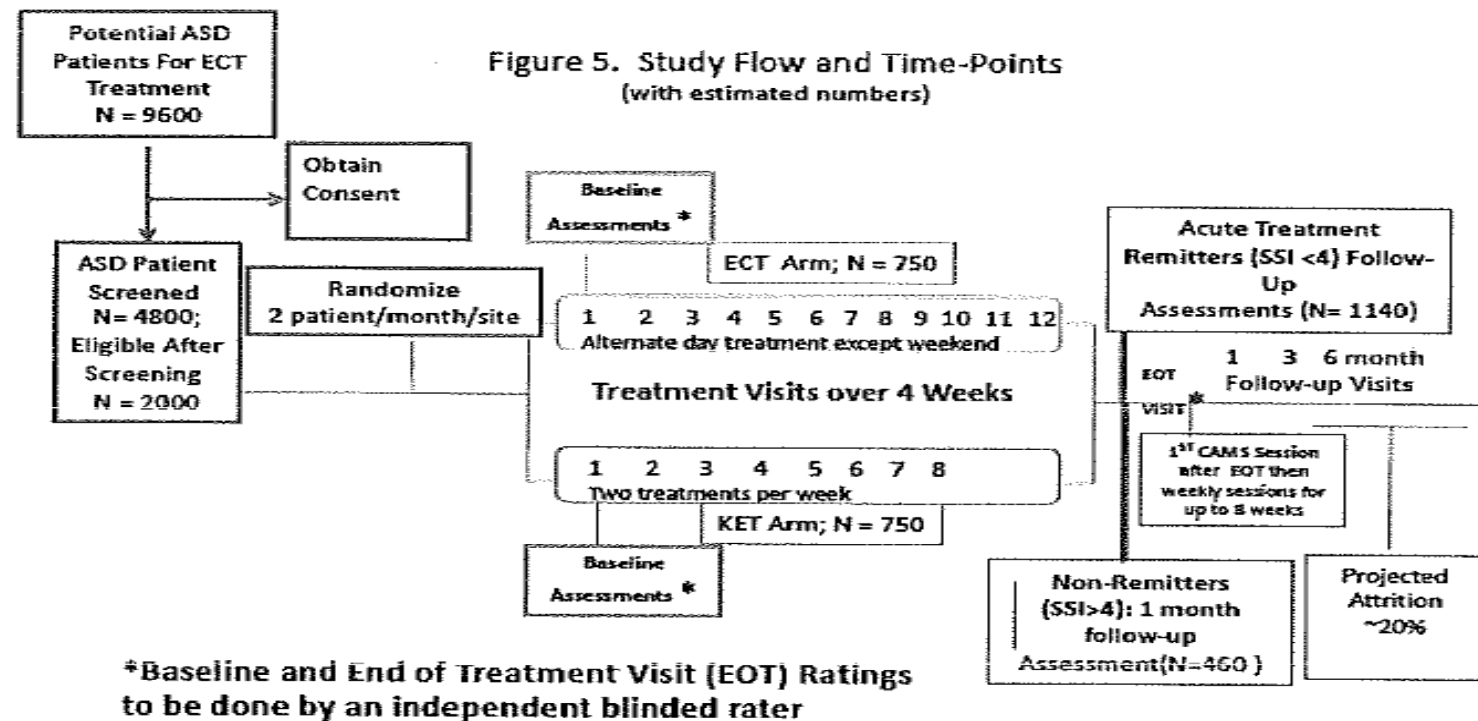 Potential ASD
Patients For ECT
Treatment
N = 9600
Figure 5. Study Flow and Time-Points
(with estimated numbers)
Obtain
Consent
ASD Patient
Screened
N= 4800;
Eligible After
Screening
N = 2000
Randomize
2 patient/month/site
Baseline
Assessments *
ECT Arm; N = 750
1 2 3 4 5 6 7 8 9 10 11 12
Alternate day treatment except weekend
Treatment Visits over 4 Weeks
1 2 3 4 5 6 7 8
Two treatments per week
KET Arm; N = 750
Baseline
Assessments *
Acute Treatment
Remitters (SSI <4) Follow-
Up
Assessments (N= 1140)
EOT
VISIT *
1 3 6 month
Follow-up Visits
1ST CAMS Session
after EOT then
weekly sessions for
up to 8 weeks
Non-Remitters
(SSI>4): 1 month
follow-up
Assessment(N=460 )
Projected
Attrition
~20%
*Baseline and End of Treatment Visit (EOT) Ratings
to be done by an independent blinded rater